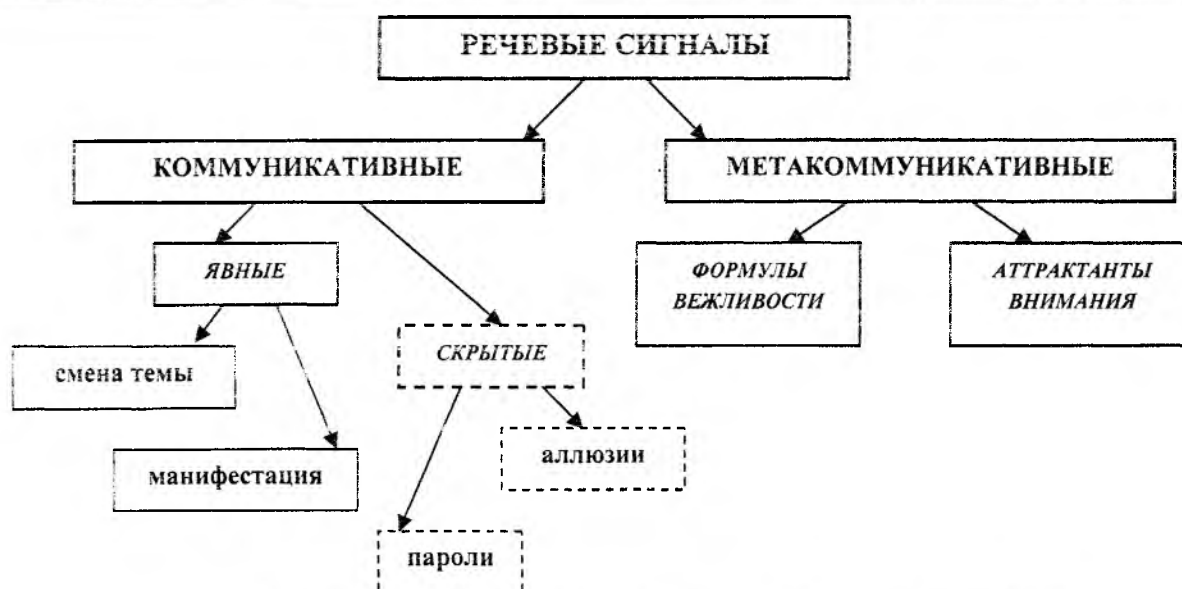 РЕЧЕВЫЕ СИГНАЛЫ
КОММУНИКАТИВНЫЕ
МЕТАКОММУНИКАТИВНЫЕ
ЯВНЫЕ
ФОРМУЛЫ
ВЕЖЛИВОСТИ
АТТРАКТАНТЫ
ВНИМАНИЯ
СКРЫТЫЕ
смена темы
аллюзии
манифестация
пароли